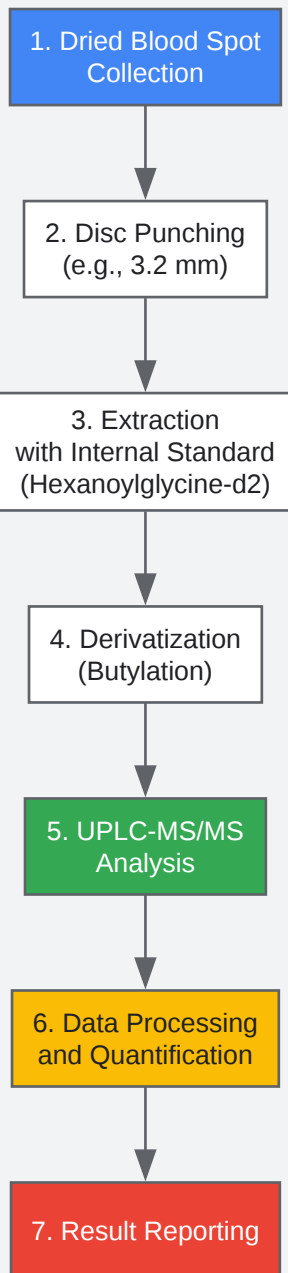 1. Dried Blood Spot
Collection
2. Disc Punching
(e.g., 3.2 mm)
3. Extraction
with Internal Standard
(Hexanoylglycine-d2)
4. Derivatization
(Butylation)
5. UPLC-MS/MS
Analysis
6. Data Processing
and Quantification
7. Result Reporting